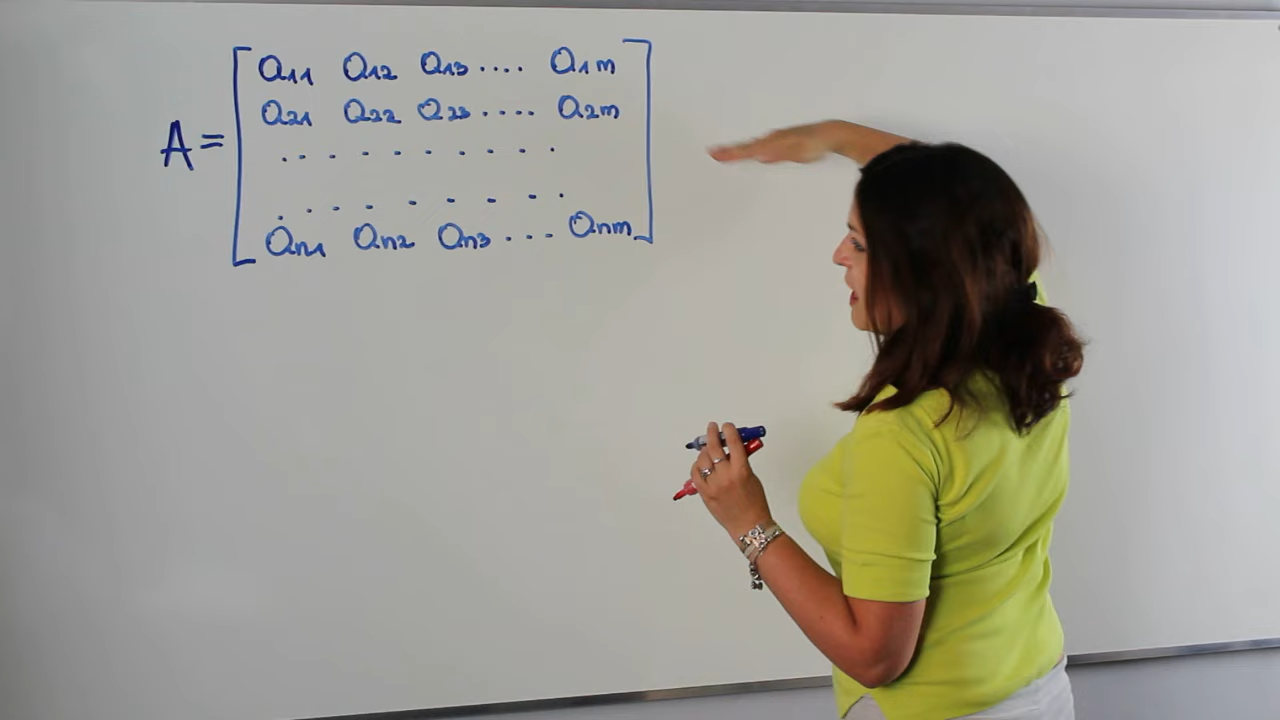 a11 a12 a13 .... a1m
a21 a22 a23 .... a2m
A =
. . . . . . . . . .
. . . . . . . . .
an1 an2 an3 ... anm